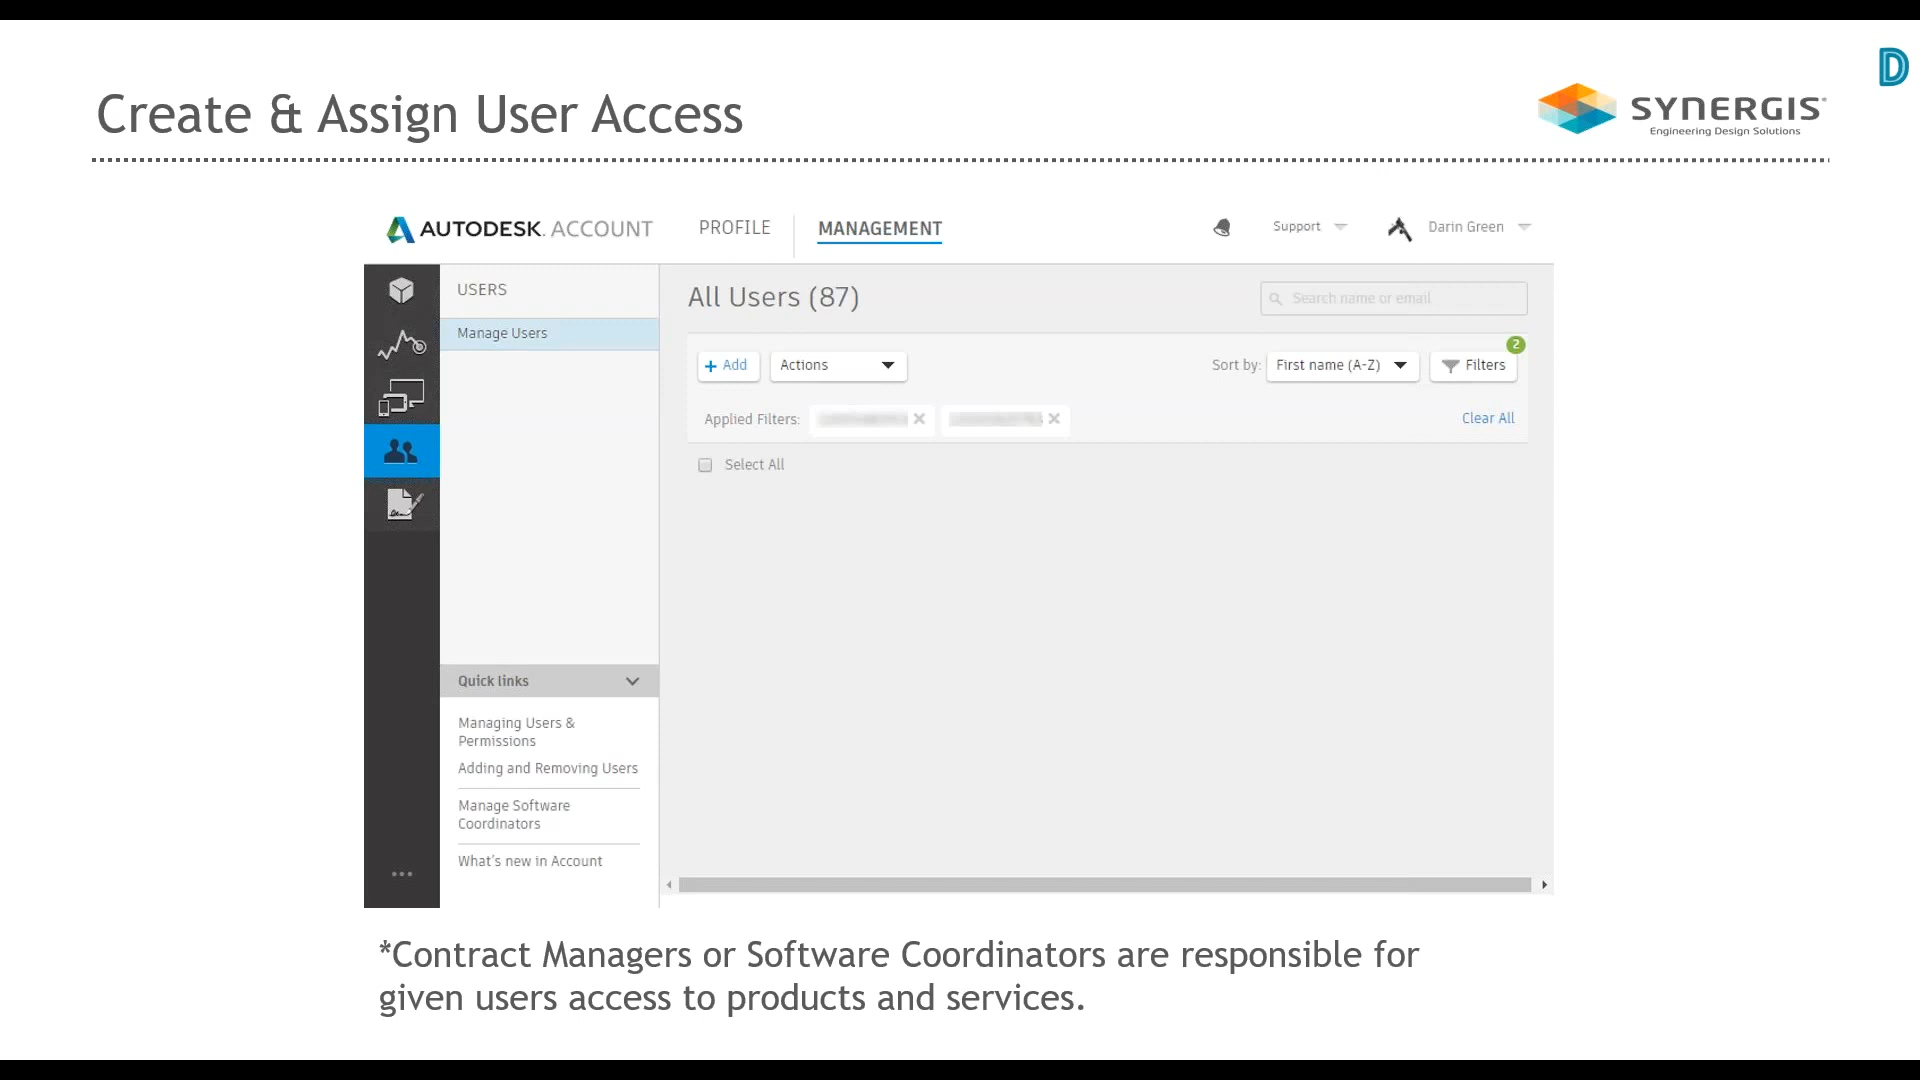 Create & Assign User Access
SYNERGIS®
Engineering Design Solutions
D
AUTODESK. ACCOUNT
PROFILE
MANAGEMENT
Support
Darin Green
USERS
Manage Users
All Users (87)
Search name or email
+ Add
Actions
Sort by:
First name (A-Z)
Filters
2
Applied Filters:
Clear All
Select All
Quick links
Managing Users &
Permissions
Adding and Removing Users
Manage Software
Coordinators
What's new in Account
*Contract Managers or Software Coordinators are responsible for
given users access to products and services.